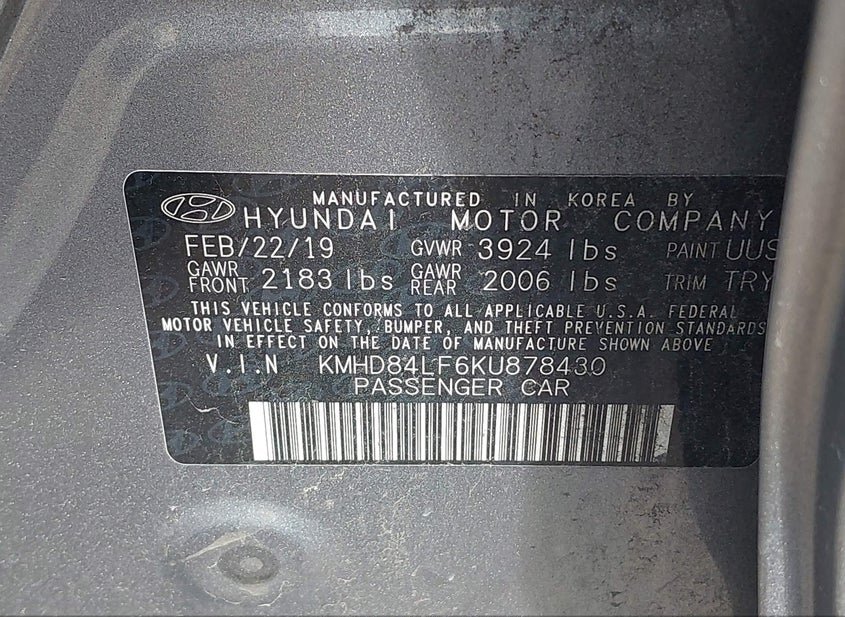 MANUFACTURED IN KOREA BY
HYUNDAI MOTOR COMPANY
FEB/22/19 GVWR 3924 lbs PAINT UUS
GAWR FRONT 2183 lbs GAWR REAR 2006 lbs TRIM TRY
THIS VEHICLE CONFORMS TO ALL APPLICABLE U.S.A. FEDERAL
MOTOR VEHICLE SAFETY, BUMPER, AND THEFT PREVENTION STANDARDS
IN EFFECT ON THE DATE OF MANUFACTURE SHOWN ABOVE
V.I.N KMHD84LF6KU878430
PASSENGER CAR